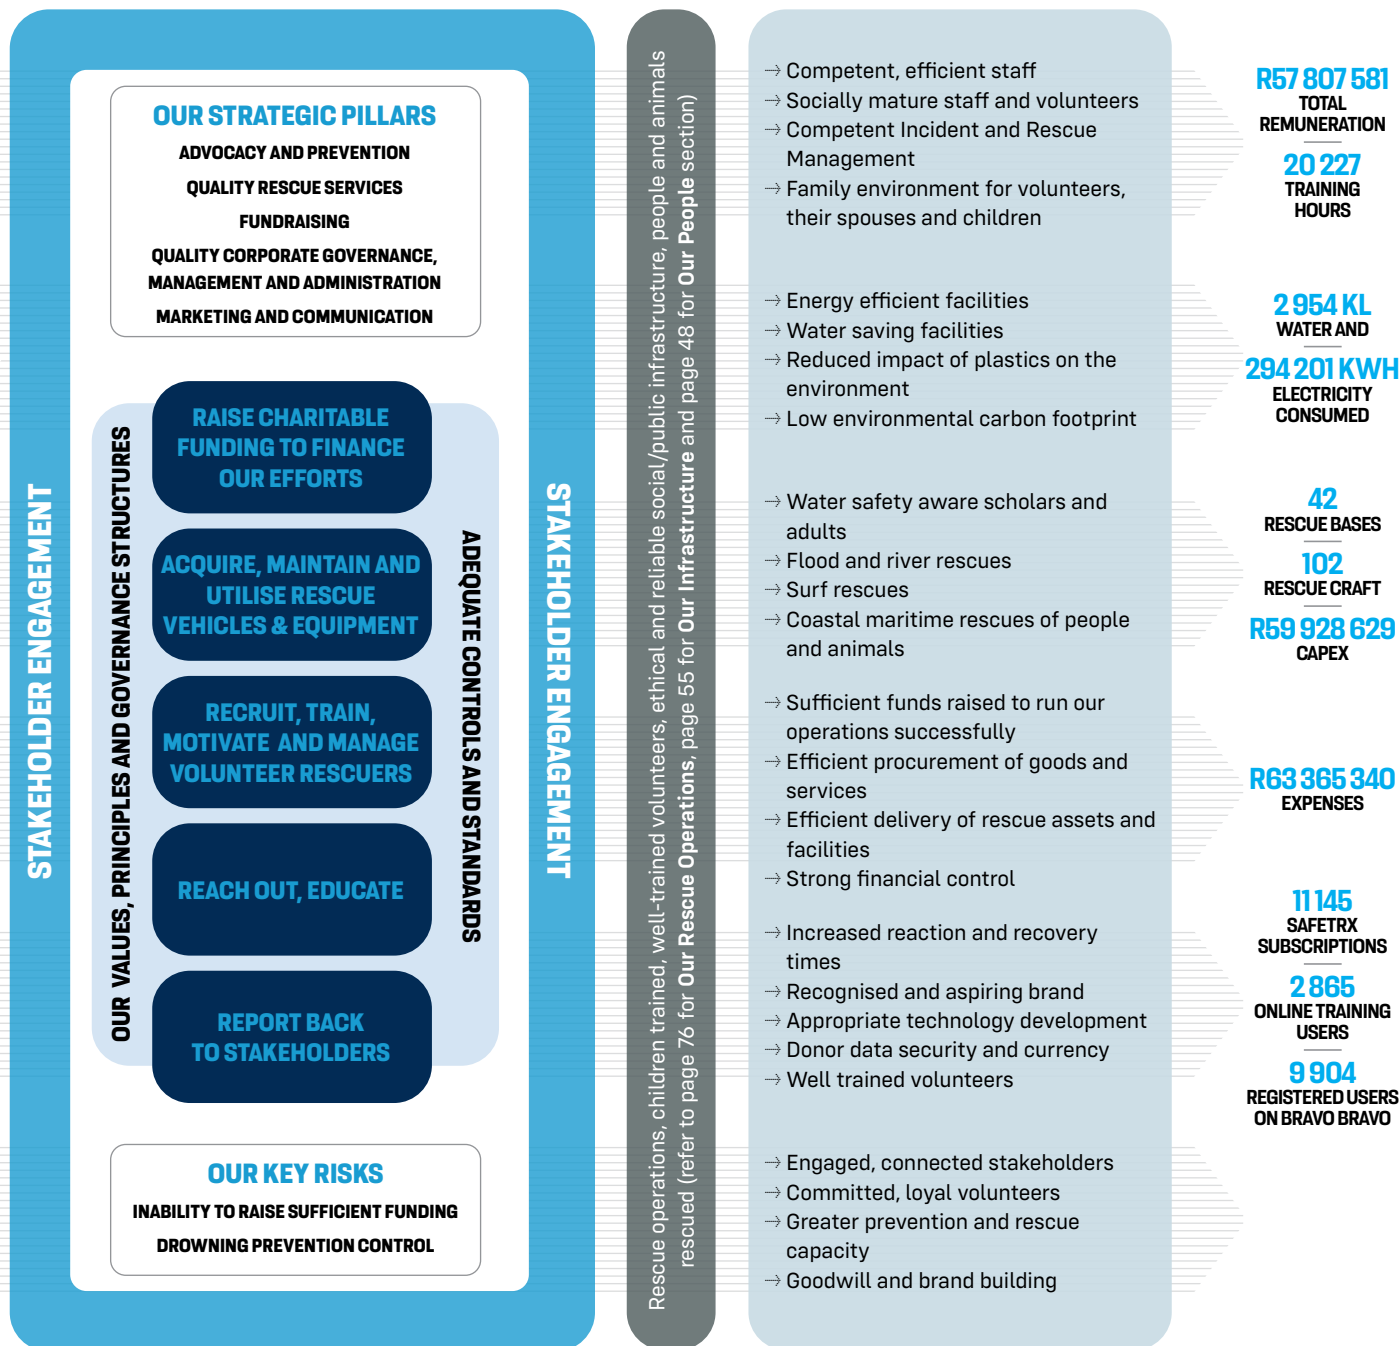 STAKEHOLDER ENGAGEMENT
OUR STRATEGIC PILLARS
ADVOCACY AND PREVENTION
QUALITY RESCUE SERVICES
FUNDRAISING
QUALITY CORPORATE GOVERNANCE,
MANAGEMENT AND ADMINISTRATION
MARKETING AND COMMUNICATION
OUR VALUES, PRINCIPLES AND GOVERNANCE STRUCTURES
RAISE CHARITABLE
FUNDING TO FINANCE
OUR EFFORTS
ACQUIRE, MAINTAIN AND
UTILISE RESCUE
VEHICLES & EQUIPMENT
RECRUIT, TRAIN,
MOTIVATE AND MANAGE
VOLUNTEER RESCUERS
REACH OUT, EDUCATE
REPORT BACK
TO STAKEHOLDERS
ADEQUATE CONTROLS AND STANDARDS
OUR KEY RISKS
INABILITY TO RAISE SUFFICIENT FUNDING
DROWNING PREVENTION CONTROL
STAKEHOLDER ENGAGEMENT
Rescue operations, children trained, well-trained volunteers, ethical and reliable social/public infrastructure, people and animals
rescued (refer to page 76 for Our Rescue Operations, page 55 for Our Infrastructure and page 48 for Our People section)
→ Competent, efficient staff
→ Socially mature staff and volunteers
→ Competent Incident and Rescue
Management
→ Family environment for volunteers,
their spouses and children
→ Energy efficient facilities
→ Water saving facilities
→ Reduced impact of plastics on the
environment
→ Low environmental carbon footprint
→ Water safety aware scholars and
adults
→ Flood and river rescues
→ Surf rescues
→ Coastal maritime rescues of people
and animals
→ Sufficient funds raised to run our
operations successfully
→ Efficient procurement of goods and
services
→ Efficient delivery of rescue assets and
facilities
→ Strong financial control
→ Increased reaction and recovery
times
→ Recognised and aspiring brand
→ Appropriate technology development
→ Donor data security and currency
→ Well trained volunteers
→ Engaged, connected stakeholders
→ Committed, loyal volunteers
→ Greater prevention and rescue
capacity
→ Goodwill and brand building
R57 807 581
TOTAL
REMUNERATION
20 227
TRAINING
HOURS
2 954 KL
WATER AND
294 201 KWH
ELECTRICITY
CONSUMED
42
RESCUE BASES
102
RESCUE CRAFT
R59 928 629
CAPEX
R63 365 340
EXPENSES
11 145
SAFETRX
SUBSCRIPTIONS
2 865
ONLINE TRAINING
USERS
9 904
REGISTERED USERS
ON BRAVO BRAVO